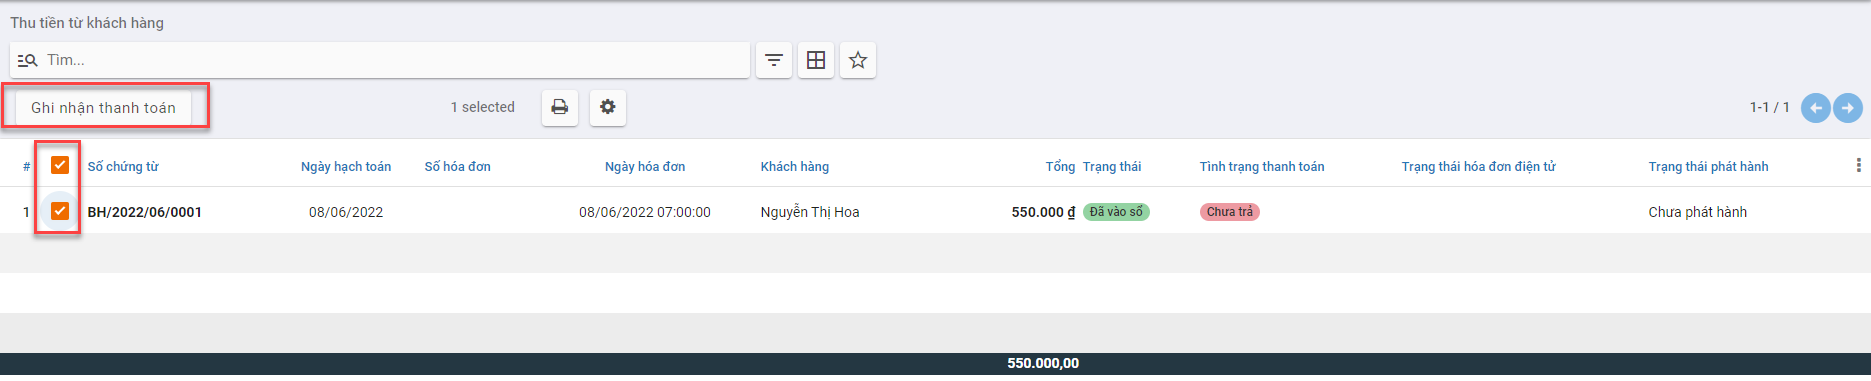 Thu tiền từ khách hàng
Tìm...
Ghi nhận thanh toán 1 selected 1-1 / 1
# Số chứng từ Ngày hạch toán Số hóa đơn Ngày hóa đơn Khách hàng Tổng Trạng thái Tình trạng thanh toán Trạng thái hóa đơn điện tử Trạng thái phát hành
1 BH/2022/06/0001 08/06/2022 08/06/2022 07:00:00 Nguyễn Thị Hoa 550.000 ₫ Đã vào sổ Chưa trả Chưa phát hành
550.000,00